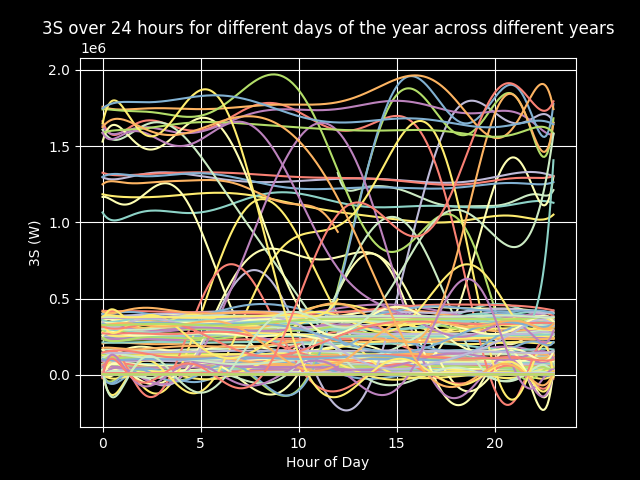 3S over 24 hours for different days of the year across different years
1e6
2.0
1.5
1.0
0.5
0.0
3S (W)
0 5 10 15 20
Hour of Day